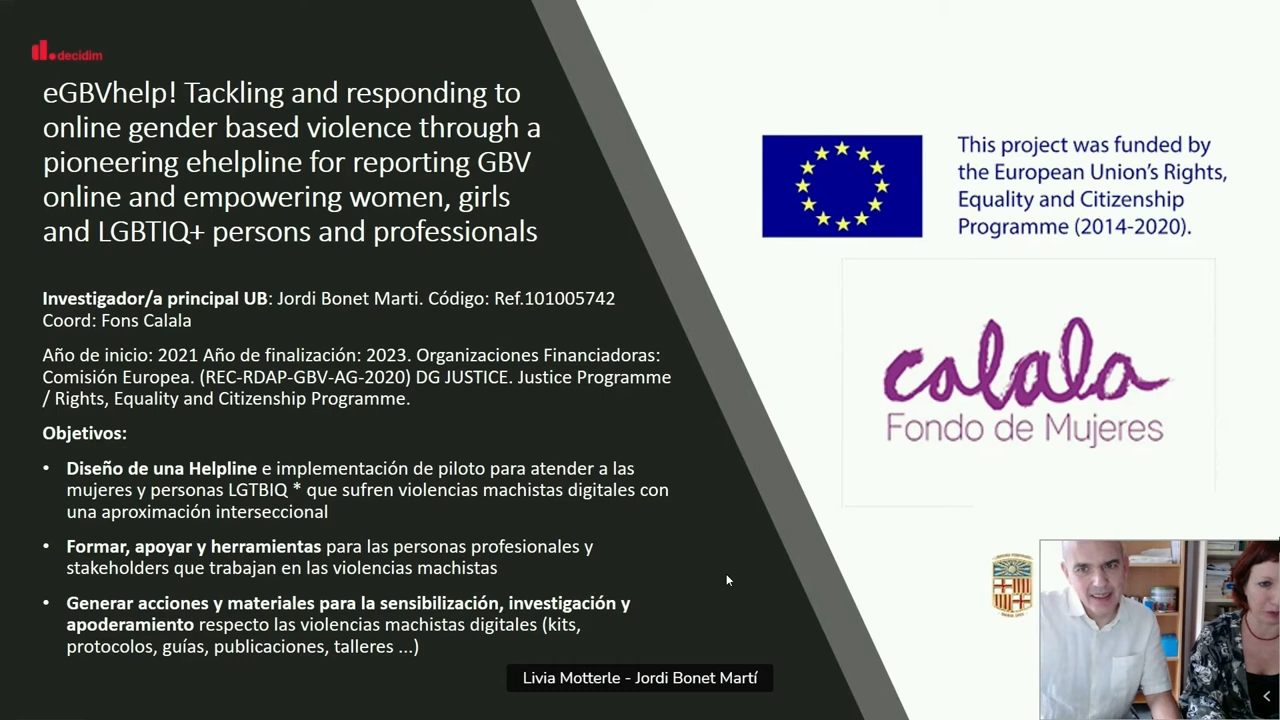 decidim
eGBVhelp! Tackling and responding to
online gender based violence through a
pioneering ehelpline for reporting GBV
online and empowering women, girls
and LGBTIQ+ persons and professionals
Investigador/a principal UB: Jordi Bonet Marti. Código: Ref.101005742
Coord: Fons Calala
Año de inicio: 2021 Año de finalización: 2023. Organizaciones Financiadoras:
Comisión Europea. (REC-RDAP-GBV-AG-2020) DG JUSTICE. Justice Programme
/ Rights, Equality and Citizenship Programme.
Objetivos:
• Diseño de una Helpline e implementación de piloto para atender a las
mujeres y personas LGTBIQ * que sufren violencias machistas digitales con
una aproximación interseccional
• Formar, apoyar y herramientas para las personas profesionales y
stakeholders que trabajan en las violencias machistas
• Generar acciones y materiales para la sensibilización, investigación y
apoderamiento respecto las violencias machistas digitales (kits,
protocolos, guías, publicaciones, talleres ...)
This project was funded by
the European Union's Rights,
Equality and Citizenship
Programme (2014-2020).
calala
Fondo de Mujeres
Livia Motterle - Jordi Bonet Martí